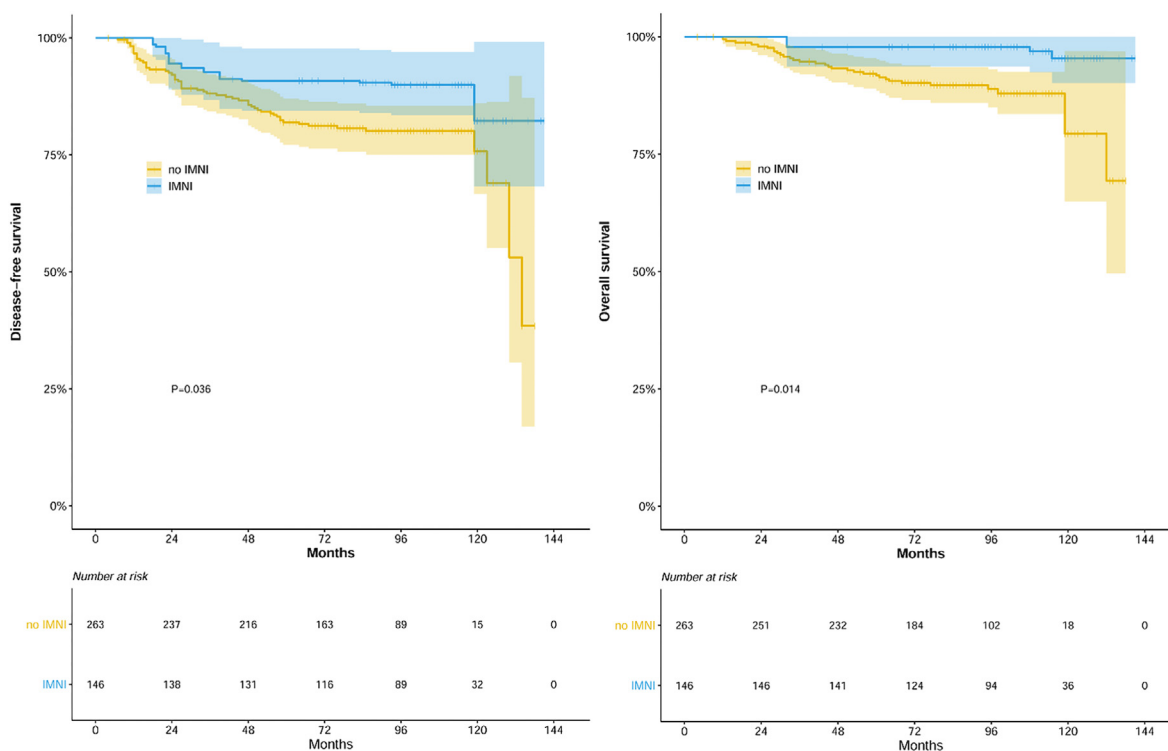 100%
75%
50%
25%
0%
Disease-free survival
no IMNI
IMNI
P=0.036
0 24 48 72 96 120 144
Months
Number at risk
no IMNI 263 237 216 163 89 15 0
IMNI 146 138 131 116 89 32 0
0 24 48 72 96 120 144
Months
100%
75%
50%
25%
0%
Overall survival
no IMNI
IMNI
P=0.014
0 24 48 72 96 120 144
Months
Number at risk
no IMNI 263 251 232 184 102 18 0
IMNI 146 146 141 124 94 36 0
0 24 48 72 96 120 144
Months